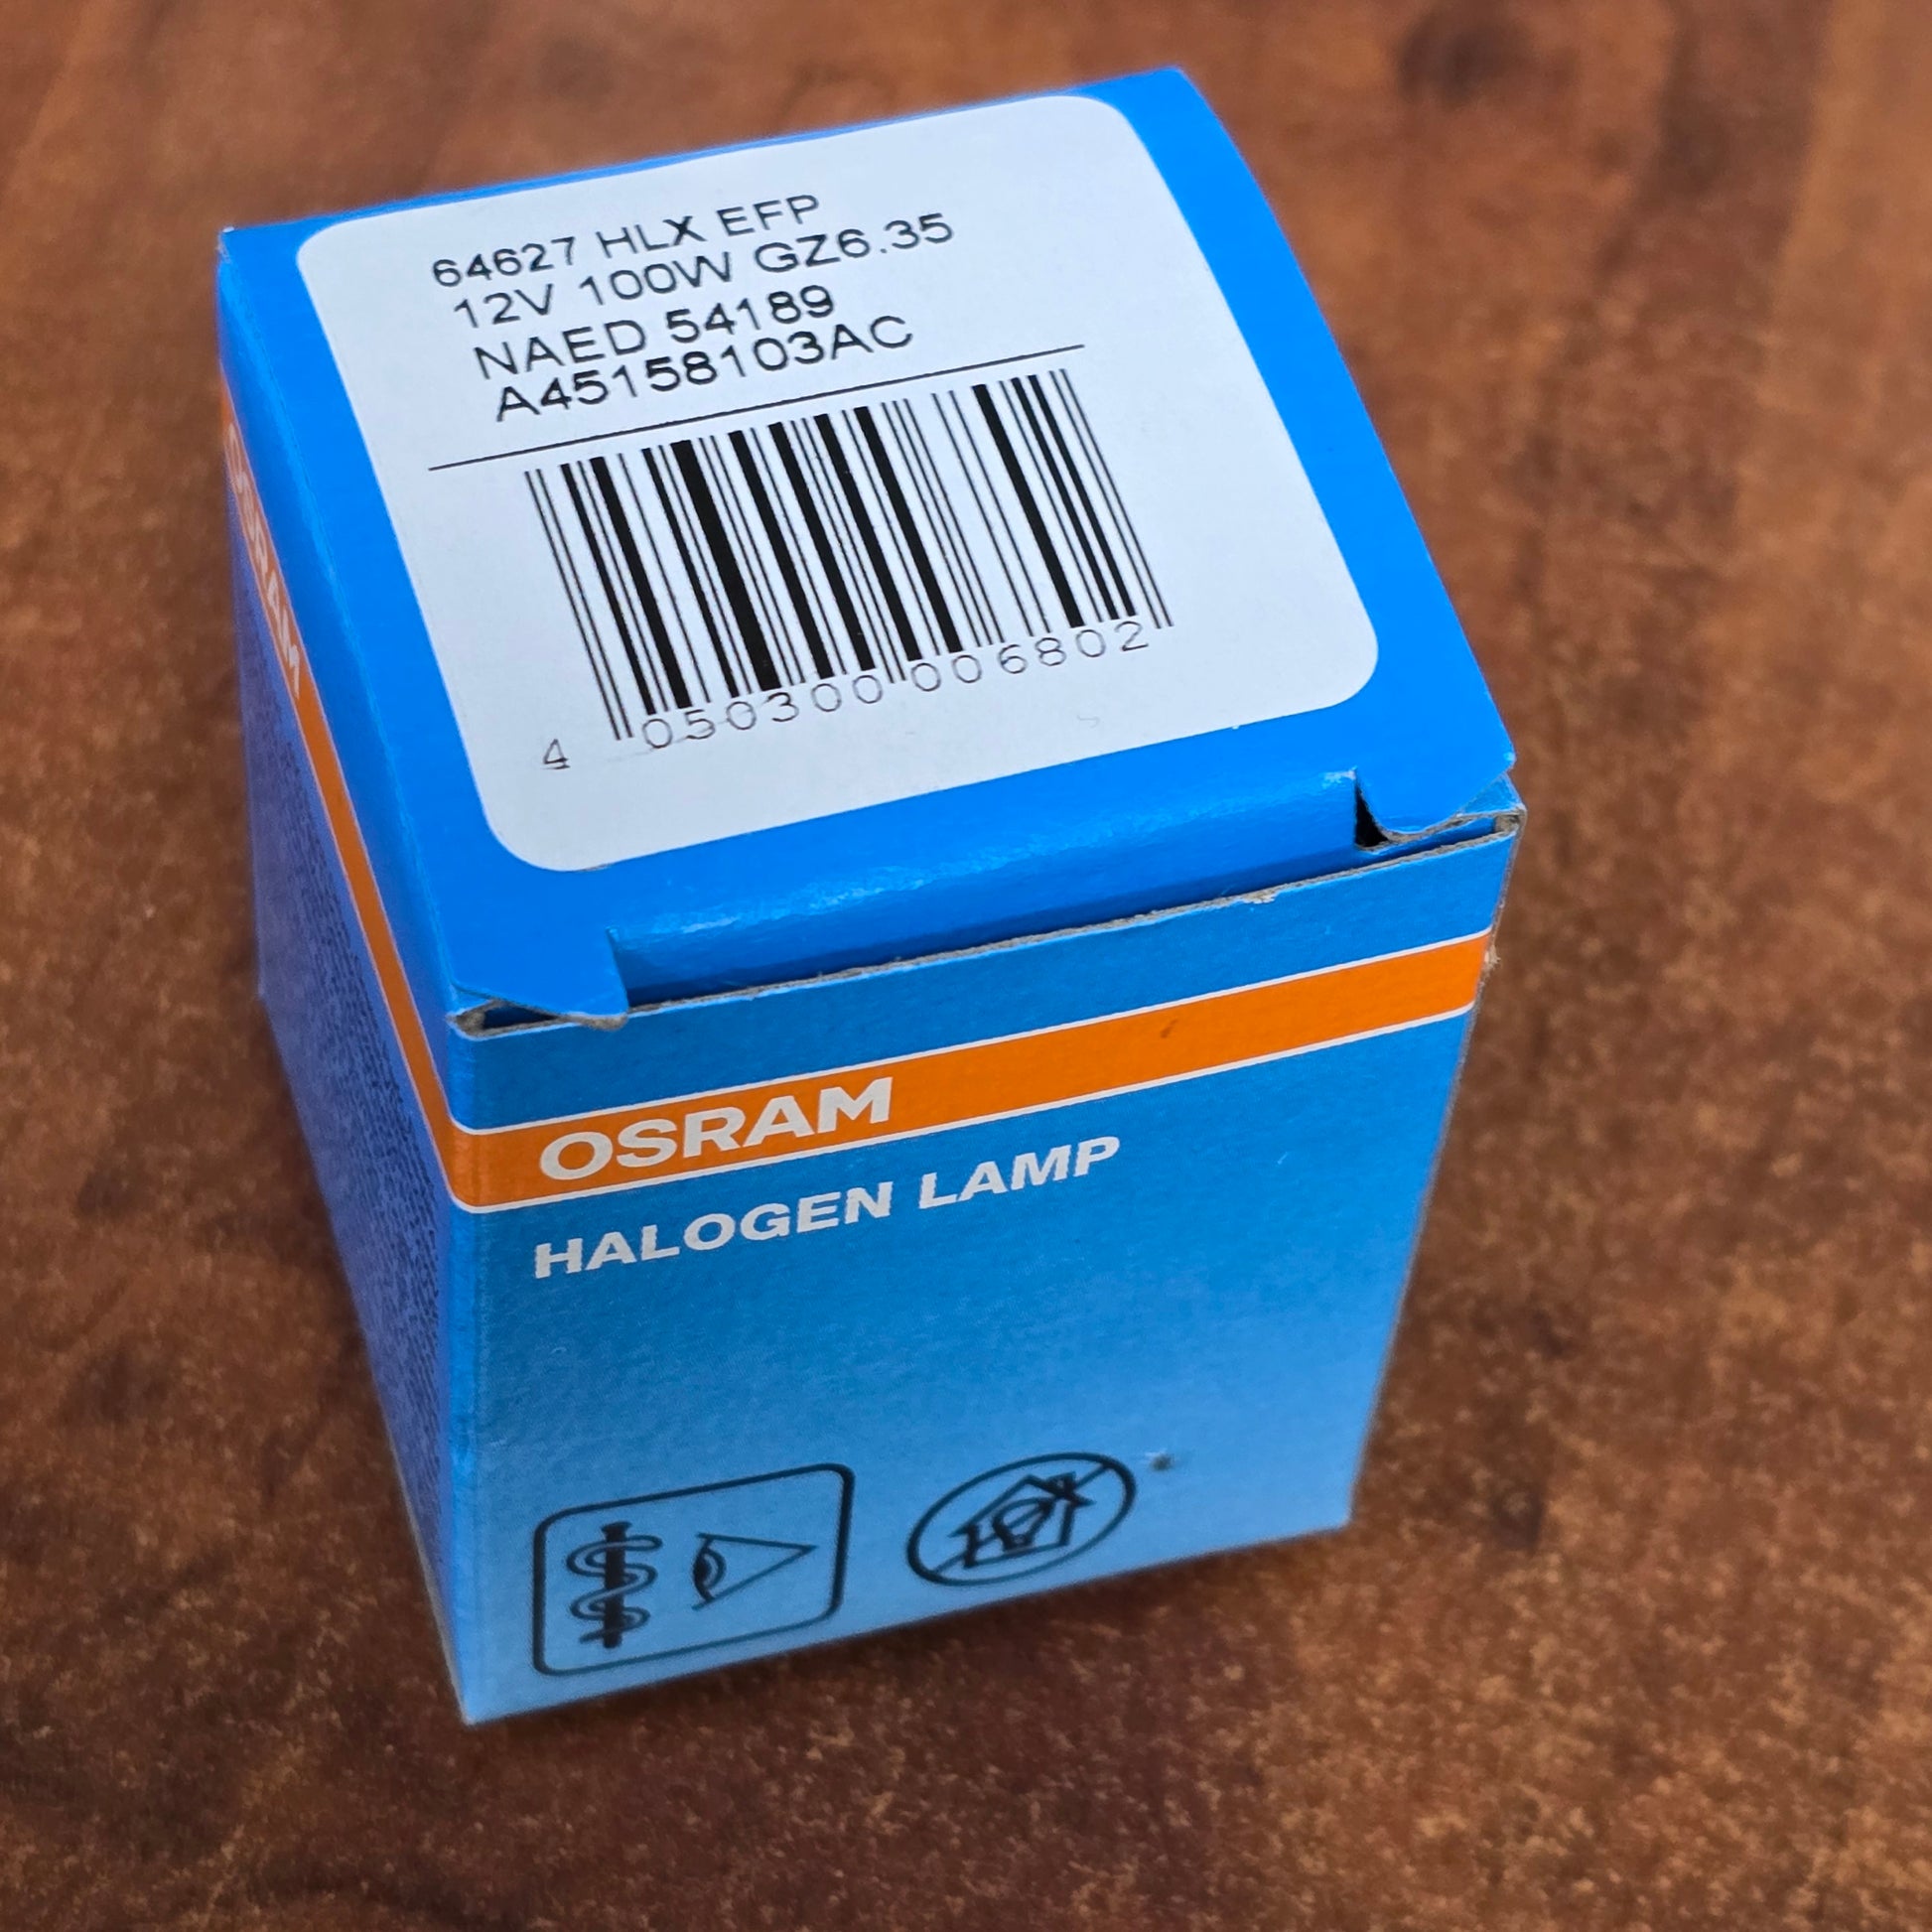 64627 HLX EFP
12V 100W GZ6.35
NAED 54189
A45158103AC
4 050300 006802
OSRAM
OSRAM
HALOGEN LAMP